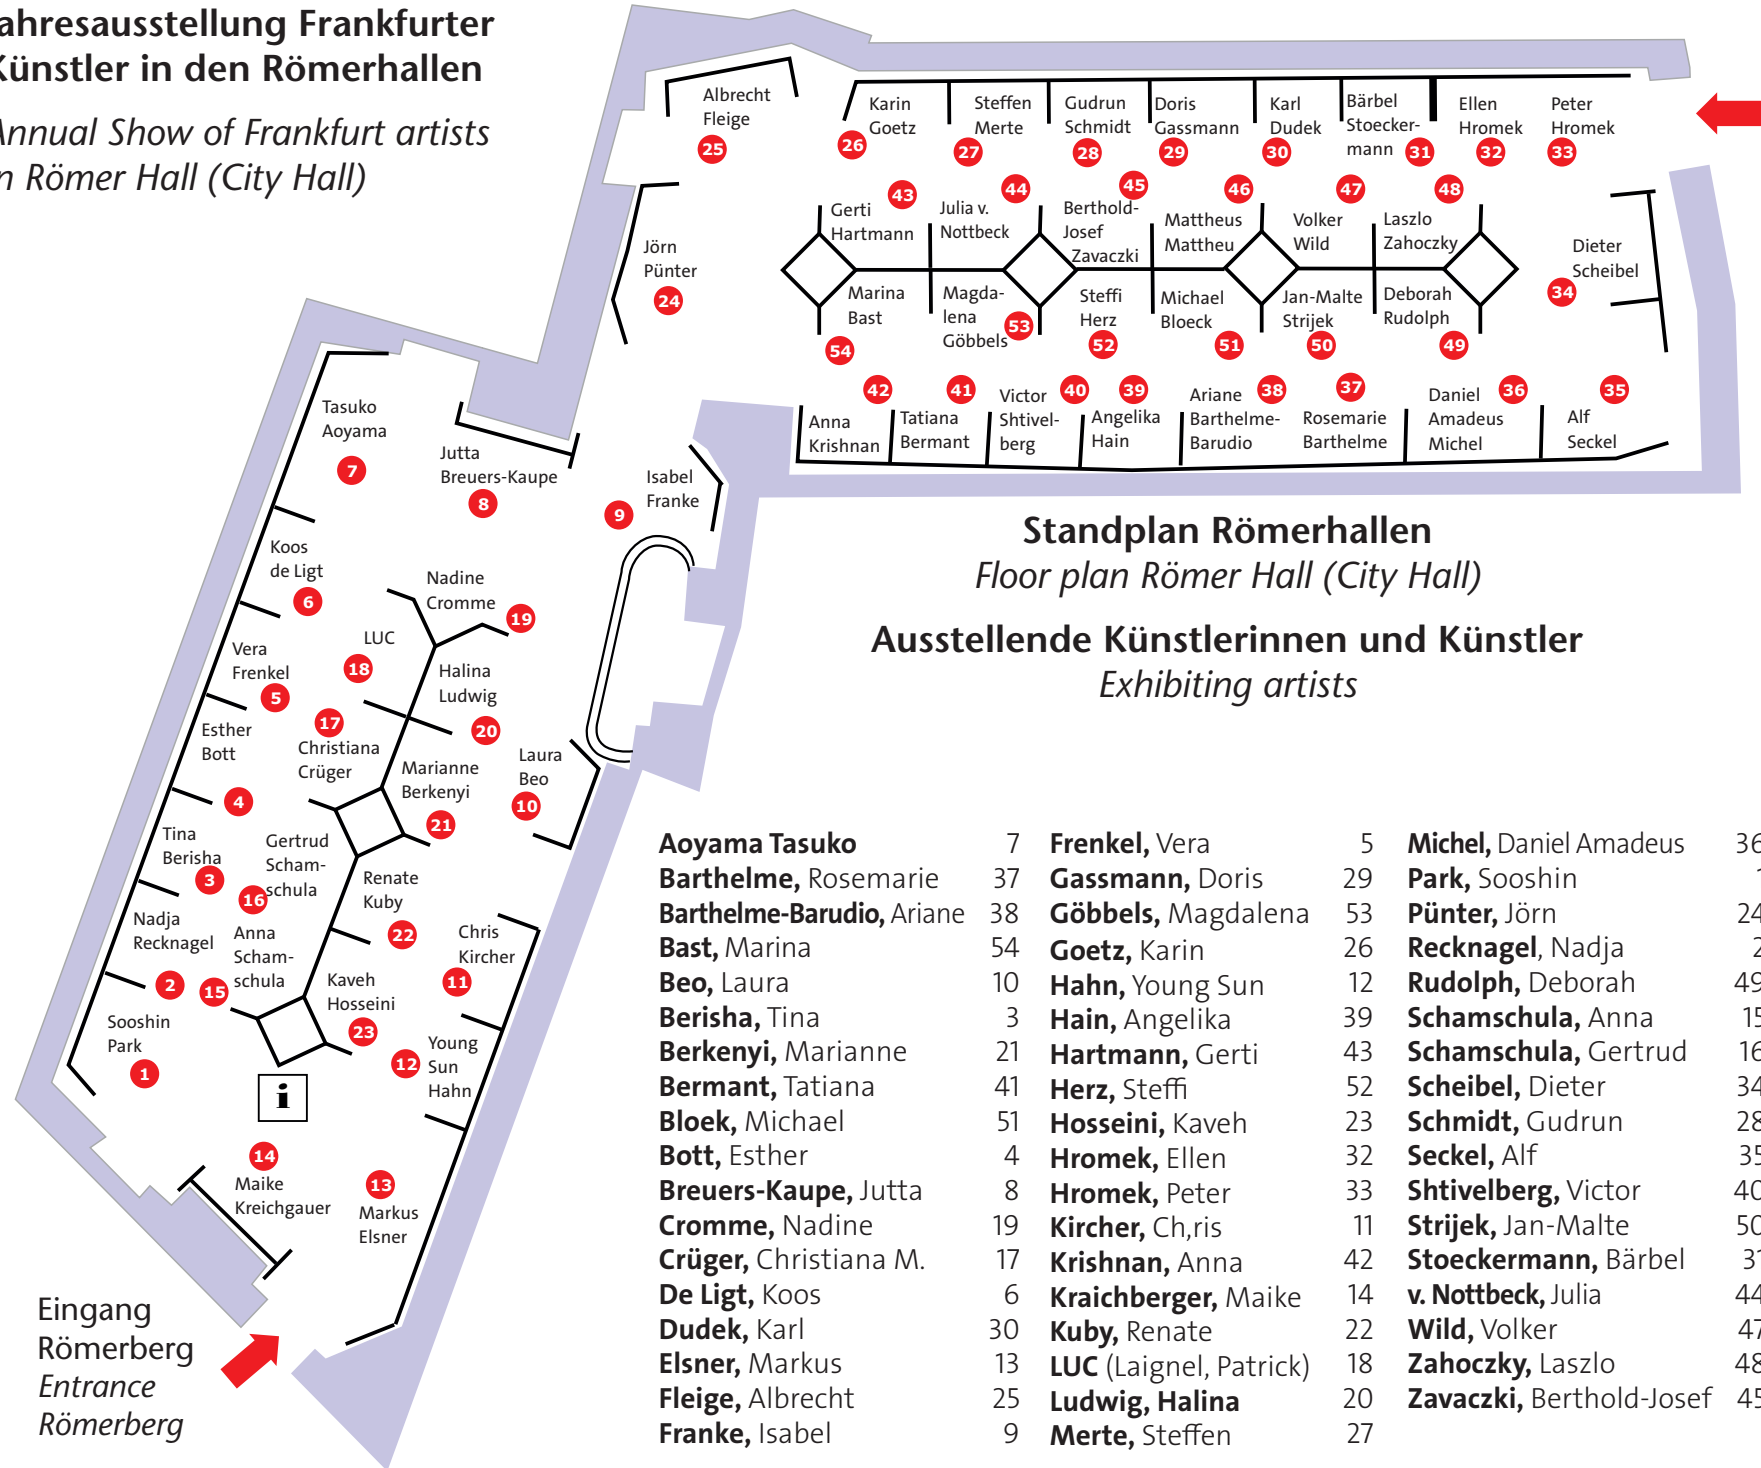 ahresausstellung Frankfurter
Künstler in den Römerhallen
Annual Show of Frankfurt artists
n Römer Hall (City Hall)
Albrecht
Fleige
25
Karin
Goetz
26
Steffen
Merte
27
Gudrun
Schmidt
28
Doris
Gassmann
29
Karl
Dudek
30
Bärbel
Stoecker-
mann
31
Ellen
Hromek
32
Peter
Hromek
33
Jörn
Pünter
24
43
Gerti
Hartmann
44
Julia v.
Nottbeck
45
Berthold-
Josef
Zavaczki
46
Mattheus
Mattheu
47
Volker
Wild
48
Laszlo
Zahoczky
Dieter
Scheibel
34
Marina
Bast
54
Magda-
lena
Göbbels
53
Steffi
Herz
52
Michael
Bloeck
51
Jan-Malte
Strijek
50
Deborah
Rudolph
49
42
Anna
Krishnan
41
Tatiana
Bermant
40
Victor
Shtivel-
berg
39
Angelika
Hain
38
Ariane
Barthelme-
Barudio
37
Rosemarie
Barthelme
36
Daniel
Amadeus
Michel
35
Alf
Seckel
Tasuko
Aoyama
7
Jutta
Breuers-Kaupe
8
Isabel
Franke
9
Koos
de Ligt
6
Nadine
Cromme
19
LUC
18
Vera
Frenkel
5
Halina
Ludwig
20
17
Christiana
Crüger
Esther
Bott
4
Marianne
Berkenyi
21
Laura
Beo
10
Tina
Berisha
3
Gertrud
Scham-
schula
16
Renate
Kuby
22
Nadja
Recknagel
2
Anna
Scham-
schula
15
Chris
Kircher
11
Kaveh
Hosseini
23
Sooshin
Park
1
Young
Sun
Hahn
12
i
14
Maike
Kreichgauer
13
Markus
Elsner
Eingang
Römerberg
Entrance
Römerberg
Standplan Römerhallen
Floor plan Römer Hall (City Hall)
Ausstellende Künstlerinnen und Künstler
Exhibiting artists
Aoyama Tasuko 7
Barthelme, Rosemarie 37
Barthelme-Barudio, Ariane 38
Bast, Marina 54
Beo, Laura 10
Berisha, Tina 3
Berkenyi, Marianne 21
Bermant, Tatiana 41
Bloek, Michael 51
Bott, Esther 4
Breuers-Kaupe, Jutta 8
Cromme, Nadine 19
Crüger, Christiana M. 17
De Ligt, Koos 6
Dudek, Karl 30
Elsner, Markus 13
Fleige, Albrecht 25
Franke, Isabel 9
Frenkel, Vera 5
Gassmann, Doris 29
Göbbels, Magdalena 53
Goetz, Karin 26
Hahn, Young Sun 12
Hain, Angelika 39
Hartmann, Gerti 43
Herz, Steffi 52
Hosseini, Kaveh 23
Hromek, Ellen 32
Hromek, Peter 33
Kircher, Ch,ris 11
Krishnan, Anna 42
Kraichberger, Maike 14
Kuby, Renate 22
LUC (Laignel, Patrick) 18
Ludwig, Halina 20
Merte, Steffen 27
Michel, Daniel Amadeus 36
Park, Sooshin 1
Pünter, Jörn 24
Recknagel, Nadja 2
Rudolph, Deborah 49
Schamschula, Anna 15
Schamschula, Gertrud 16
Scheibel, Dieter 34
Schmidt, Gudrun 28
Seckel, Alf 35
Shtivelberg, Victor 40
Strijek, Jan-Malte 50
Stoeckermann, Bärbel 31
v. Nottbeck, Julia 44
Wild, Volker 47
Zahoczky, Laszlo 48
Zavaczki, Berthold-Josef 45